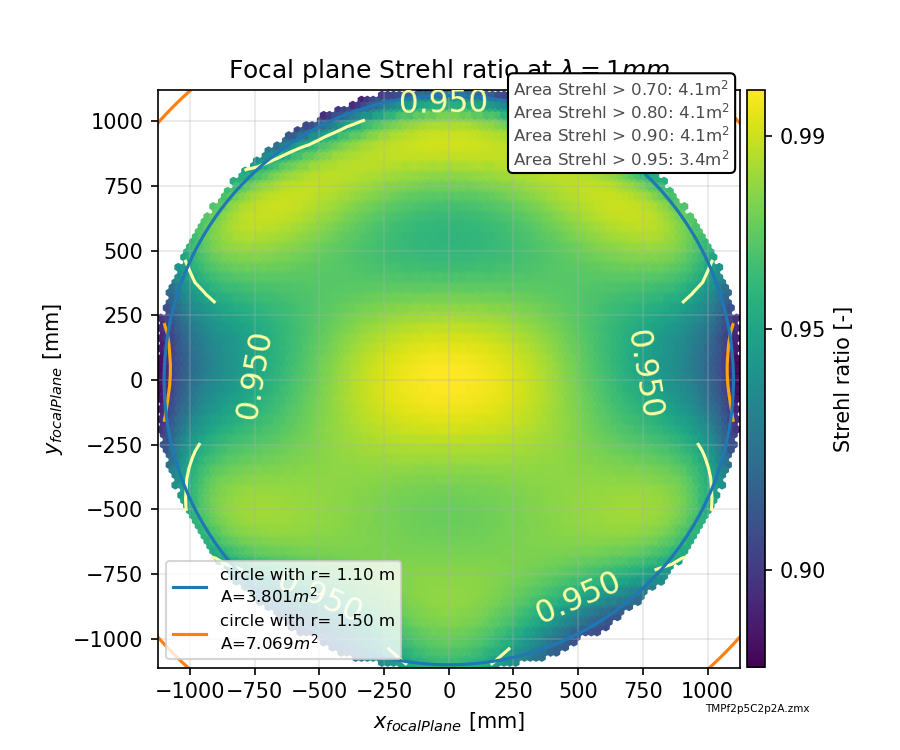 Focal plane Strehl ratio at λ = 1mm
Area Strehl > 0.70: 4.1m²
Area Strehl > 0.80: 4.1m²
Area Strehl > 0.90: 4.1m²
Area Strehl > 0.95: 3.4m²
0.950
0.950
0.950
0.950
0.950
1000
750
500
250
0
−250
−500
−750
−1000
y_focalPlane [mm]
circle with r= 1.10 m
A=3.801m²
circle with r= 1.50 m
A=7.069m²
−1000 −750 −500 −250 0 250 500 750 1000
x_focalPlane [mm]
0.99
0.95
0.90
Strehl ratio [-]
TMPf2p5C2p2A.zmx